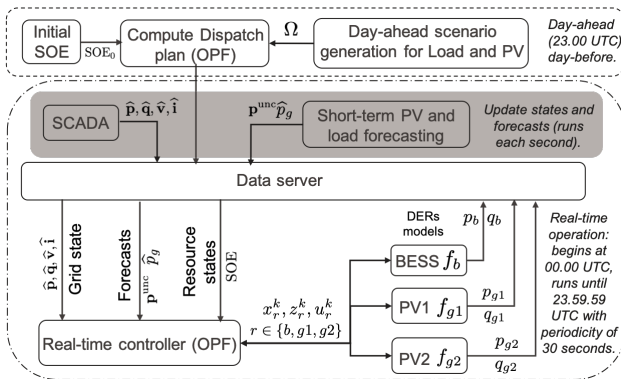 Initial
SOE
SOE₀
Compute Dispatch
plan (OPF)
Ω
Day-ahead scenario
generation for Load and PV
Day-ahead
(23.00 UTC)
day-before.
SCADA
p̂, q̂, v̂, î
p^unc p̂_g
Short-term PV and
load forecasting
Update states and
forecasts (runs
each second).
Data server
p̂, q̂, v̂, î
Grid state
Forecasts
p^unc p̂_g
Resource
states
SOE
DERs
models
p_b q_b
BESS f_b
PV1 f_g1
p_g1
q_g1
PV2 f_g2
p_g2
q_g2
x_r^k, z_r^k, u_r^k
r ∈ {b, g1, g2}
Real-time controller (OPF)
Real-time
operation:
begins at
00.00 UTC,
runs until
23.59.59
UTC with
periodicity of
30 seconds.